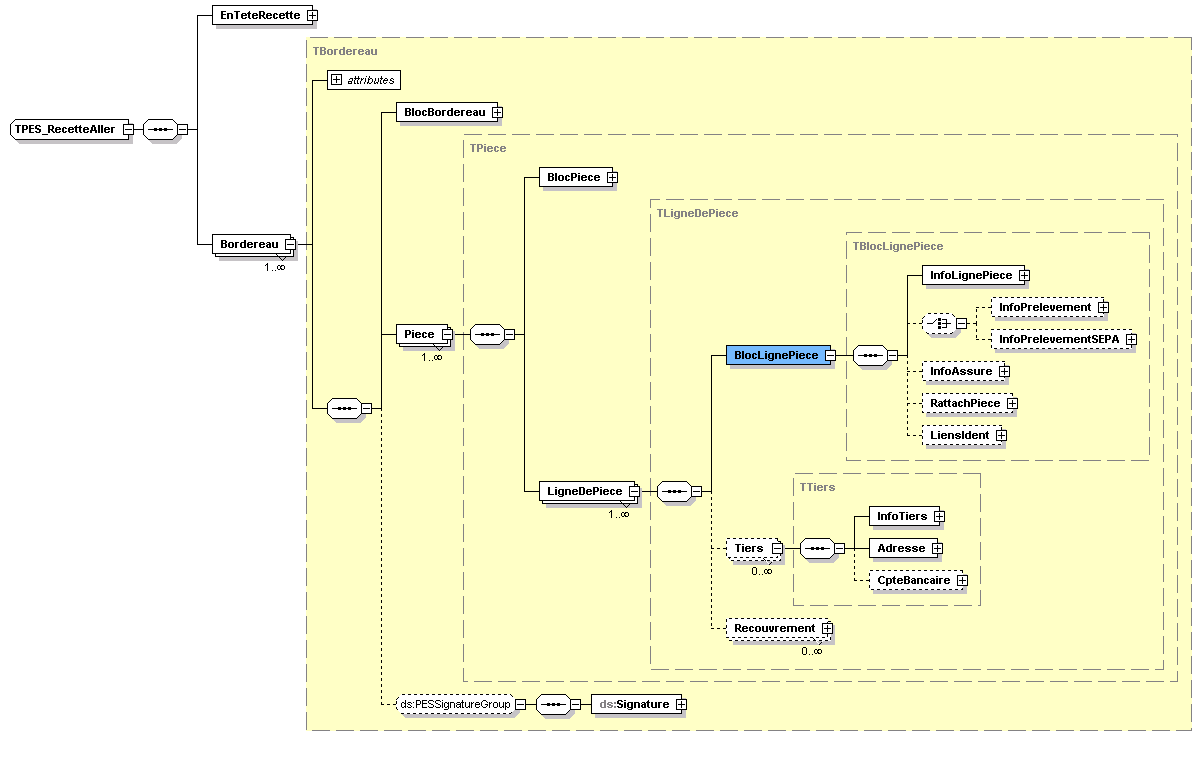 EnTeteRecette
TBordereau
attributes
BlocBordereau
TPES_RecetteAller
TPiece
BlocPiece
TLigneDePiece
Bordereau
1..∞
TBlocLignePiece
InfoLignePiece
InfoPrelevement
Piece
1..∞
InfoPrelevementSEPA
BlocLignePiece
InfoAssure
RattachPiece
LiensIdent
LigneDePiece
1..∞
TTiers
InfoTiers
Tiers
0..∞
Adresse
CpteBancaire
Recouvrement
0..∞
ds:PESSignatureGroup
ds:Signature